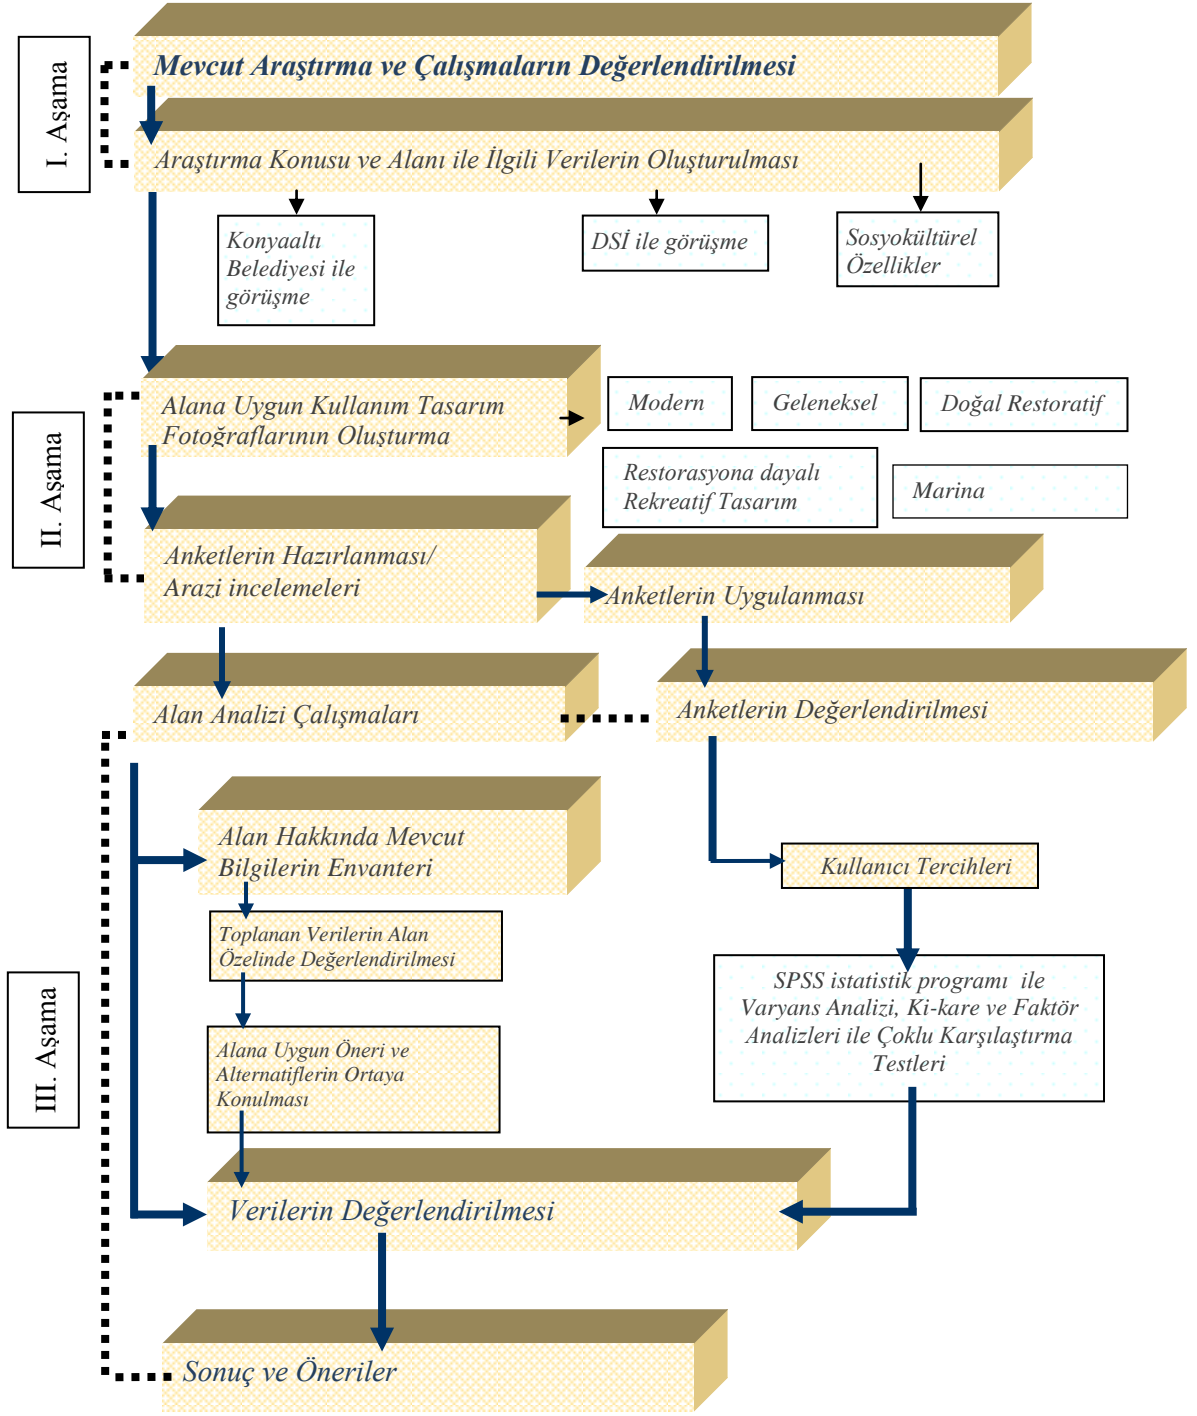 I. Aşama
Mevcut Araştırma ve Çalışmaların Değerlendirilmesi
Araştırma Konusu ve Alanı ile İlgili Verilerin Oluşturulması
Konyaaltı
Belediyesi ile
görüşme
DSİ ile görüşme
Sosyokültürel
Özellikler
II. Aşama
Alana Uygun Kullanım Tasarım
Fotoğraflarının Oluşturma
Modern
Geleneksel
Doğal Restoratif
Restorasyona dayalı
Rekreatif Tasarım
Marina
Anketlerin Hazırlanması/
Arazi incelemeleri
Anketlerin Uygulanması
Alan Analizi Çalışmaları
Anketlerin Değerlendirilmesi
III. Aşama
Alan Hakkında Mevcut
Bilgilerin Envanteri
Kullanıcı Tercihleri
Toplanan Verilerin Alan
Özelinde Değerlendirilmesi
SPSS istatistik programı ile
Varyans Analizi, Ki-kare ve Faktör
Analizleri ile Çoklu Karşılaştırma
Testleri
Alana Uygun Öneri ve
Alternatiflerin Ortaya
Konulması
Verilerin Değerlendirilmesi
Sonuç ve Öneriler